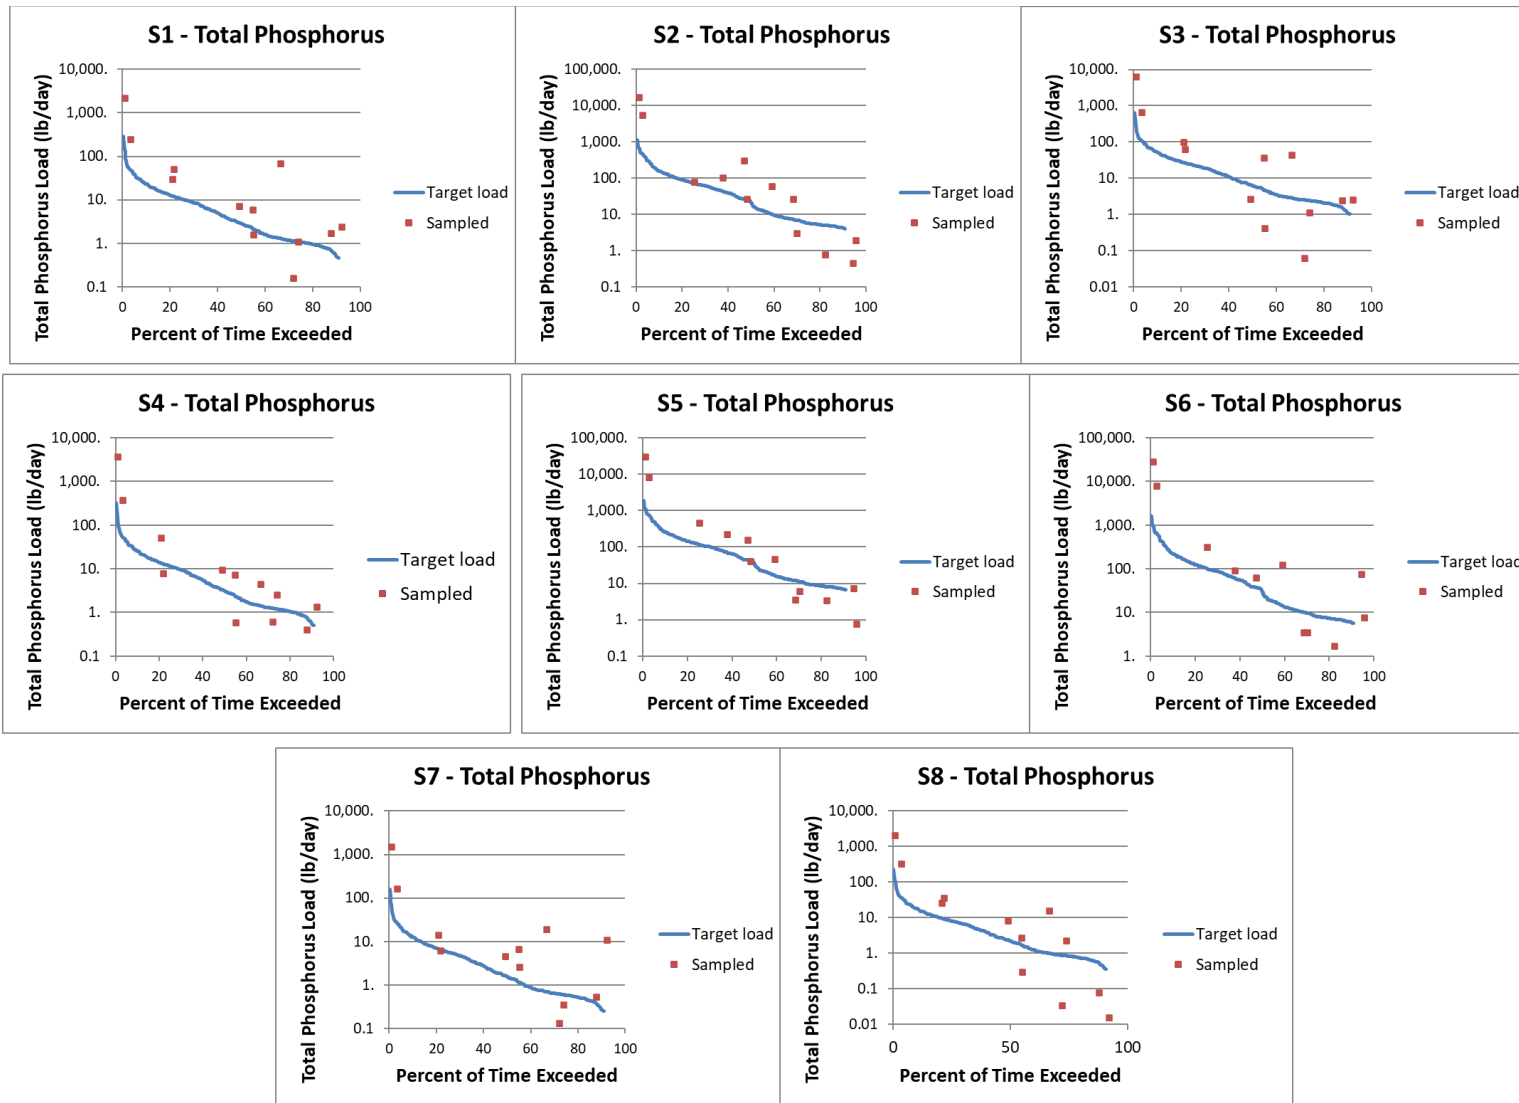 S1 - Total Phosphorus
Total Phosphorus Load (lb/day)
10,000.
1,000.
100.
10.
1.
0.1
0 20 40 60 80 100
Percent of Time Exceeded
Target load
Sampled
S2 - Total Phosphorus
Total Phosphorus Load (lb/day)
100,000.
10,000.
1,000.
100.
10.
1.
0.1
0 20 40 60 80 100
Percent of Time Exceeded
Target load
Sampled
S3 - Total Phosphorus
Total Phosphorus Load (lb/day)
10,000.
1,000.
100.
10.
1.
0.1
0.01
0 20 40 60 80 100
Percent of Time Exceeded
Target load
Sampled
S4 - Total Phosphorus
Total Phosphorus Load (lb/day)
10,000.
1,000.
100.
10.
1.
0.1
0 20 40 60 80 100
Percent of Time Exceeded
Target load
Sampled
S5 - Total Phosphorus
Total Phosphorus Load (lb/day)
100,000.
10,000.
1,000.
100.
10.
1.
0.1
0 20 40 60 80 100
Percent of Time Exceeded
Target load
Sampled
S6 - Total Phosphorus
Total Phosphorus Load (lb/day)
100,000.
10,000.
1,000.
100.
10.
1.
0 20 40 60 80 100
Percent of Time Exceeded
Target load
Sampled
S7 - Total Phosphorus
Total Phosphorus Load (lb/day)
10,000.
1,000.
100.
10.
1.
0.1
0 20 40 60 80 100
Percent of Time Exceeded
Target load
Sampled
S8 - Total Phosphorus
Total Phosphorus Load (lb/day)
10,000.
1,000.
100.
10.
1.
0.1
0.01
0 50 100
Percent of Time Exceeded
Target load
Sampled